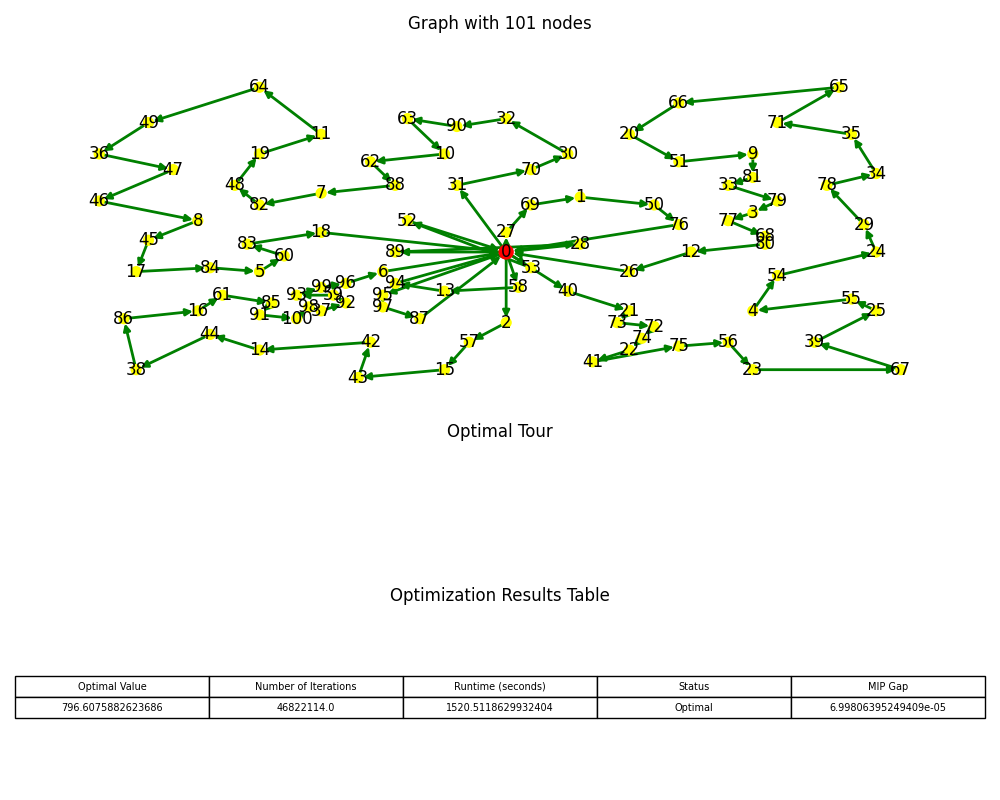 Graph with 101 nodes
64 65
66
63 32
49 90 71
11 20 35
36 19 10 30 9
62 51
47 70 34
81
48 7 88 31 33 78
46 82 69 1 50 79
3
8 52 76 77 29
18 27 68
45 83 28 80
60 89 0 12 24
17 84 5 6 53 26 54
99 96 94 58 40
61 93 59 95 13 55
85 92
16 91 98 37 97 21 4 25
86 100 87 2 73 72
44 42 57 74 56 39
14 22 75
38 43 15 41 23 67
Optimal Tour
Optimization Results Table
Optimal Value Number of Iterations Runtime (seconds) Status MIP Gap
796.6075882623686 46822114.0 1520.5118629932404 Optimal 6.99806395249409e-05